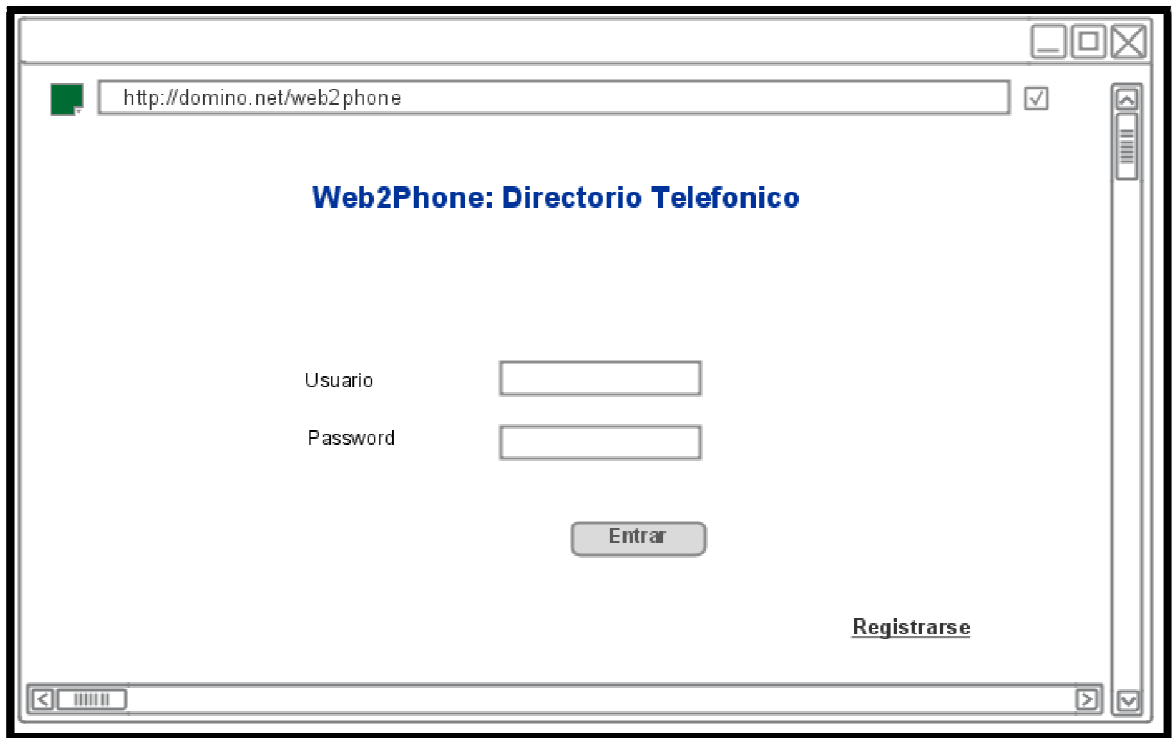 http://domino.net/web2phone
Web2Phone: Directorio Telefonico
Usuario
Password
Entrar
Registrarse